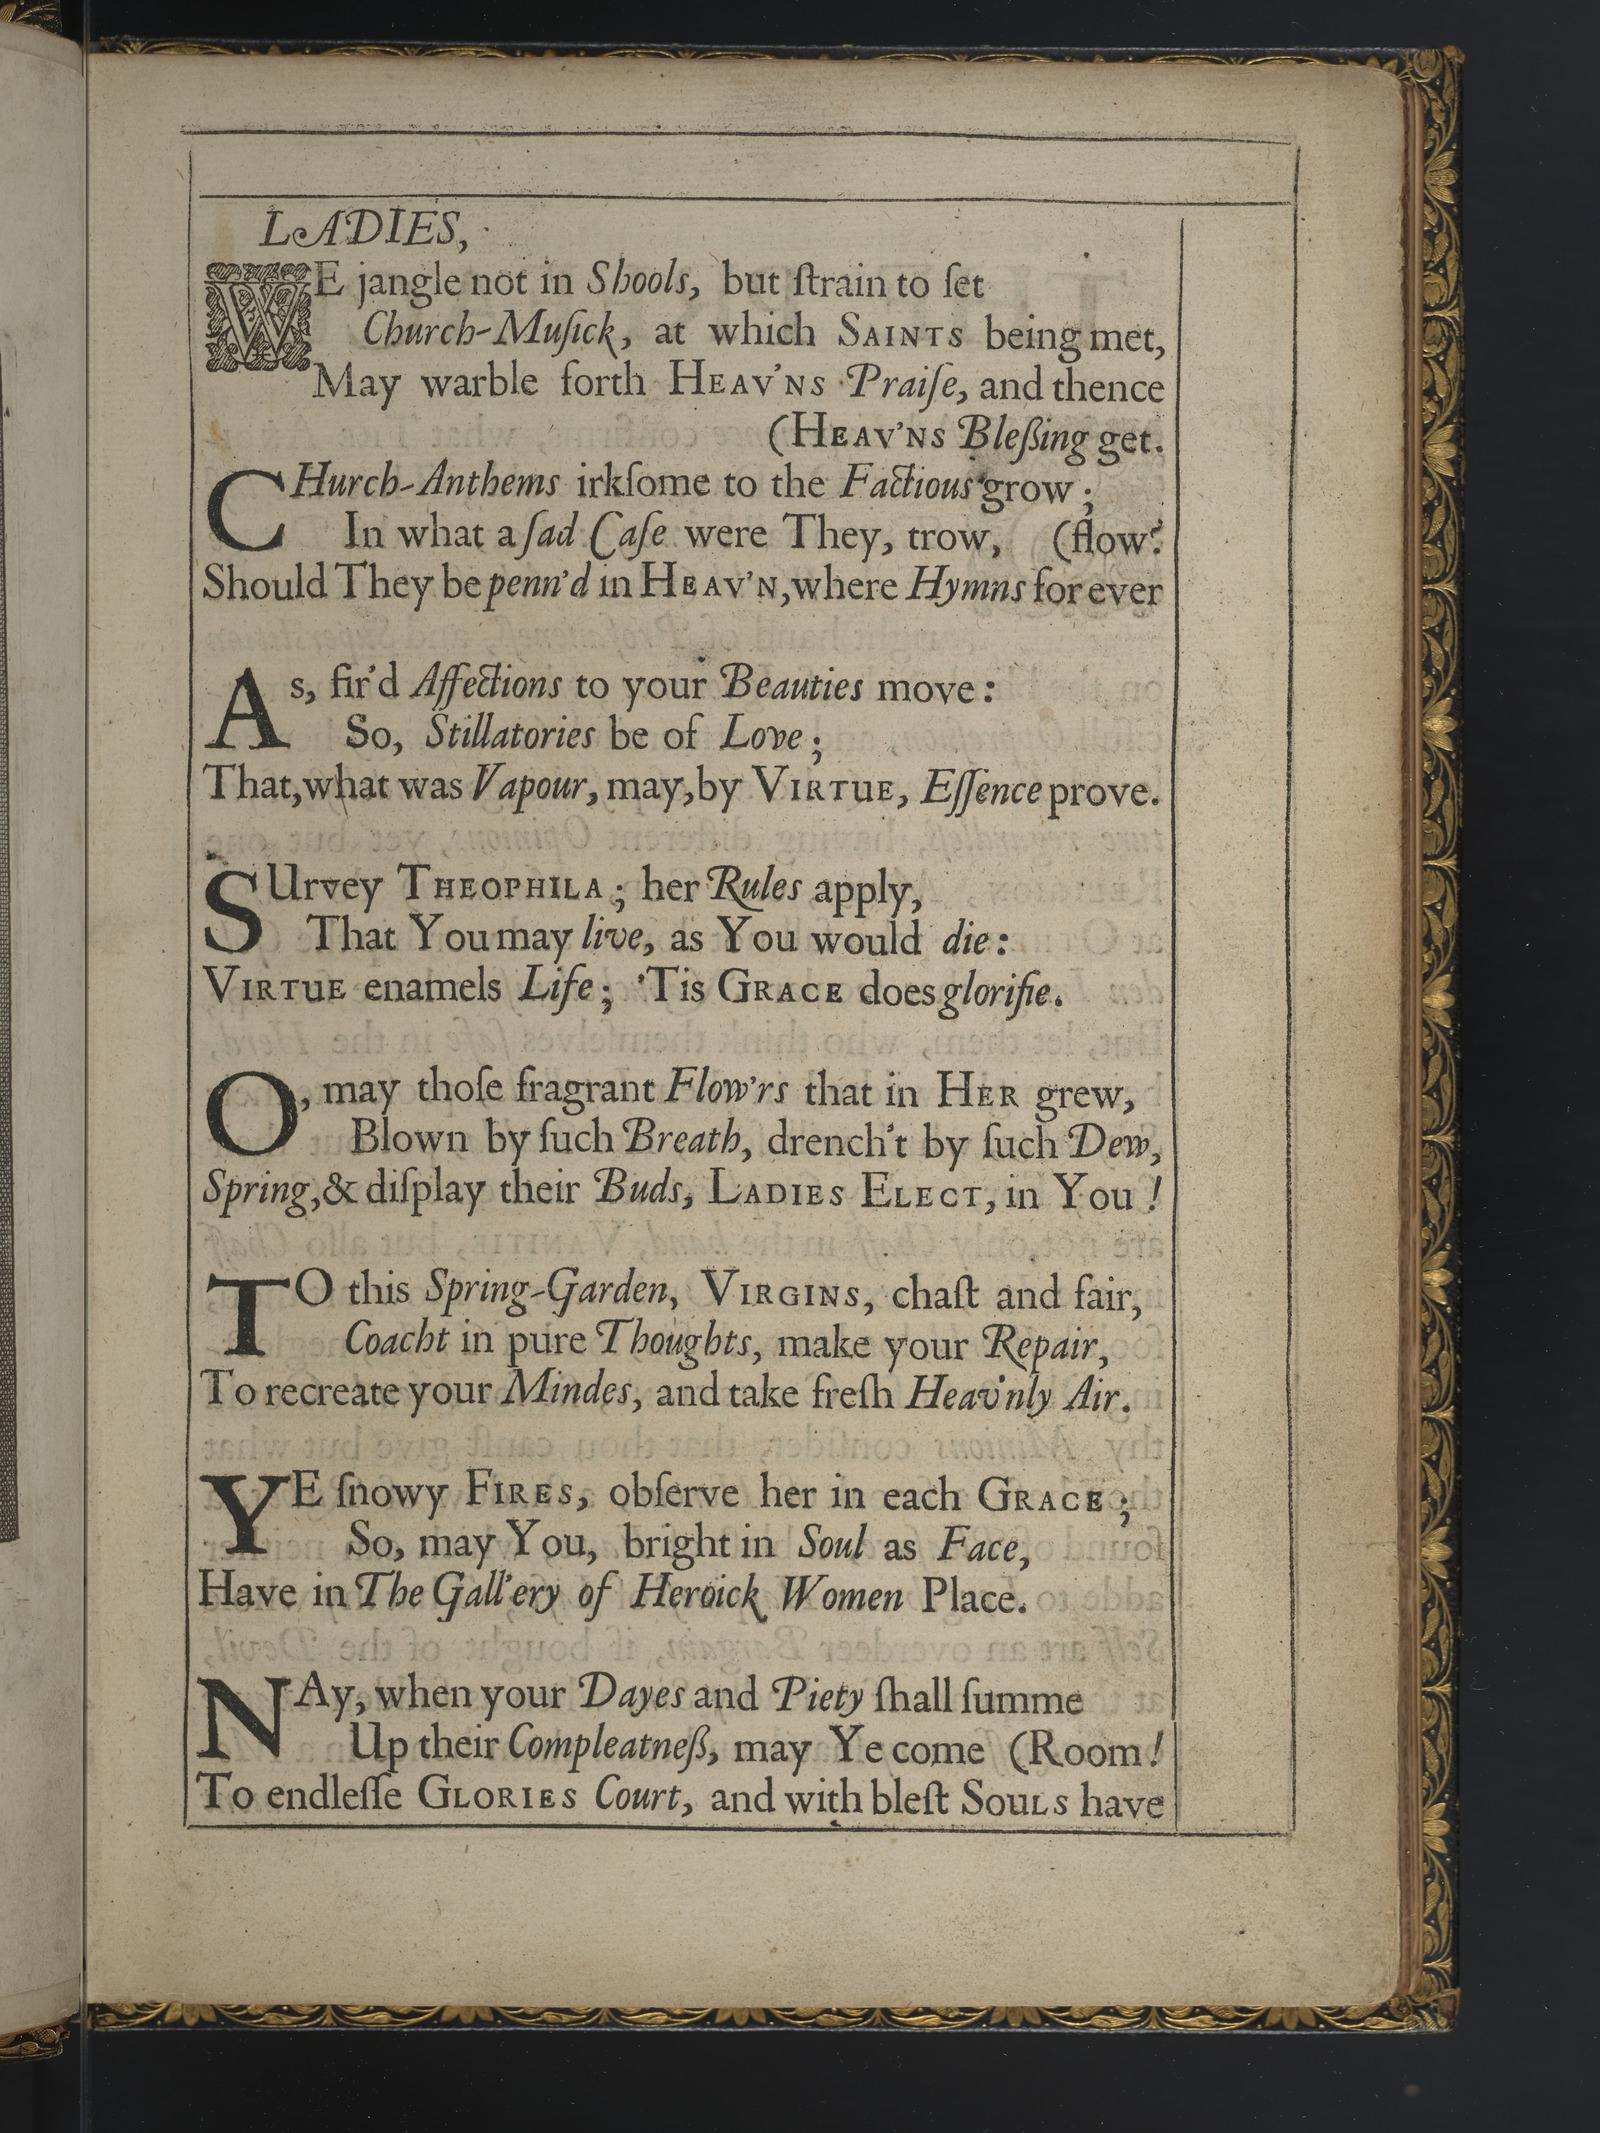 LADIES,
WE jangle not in Shools, but ſtrain to ſet
Church-Muſick, at which SAINTS being met,
May warble forth HEAV'NS Praiſe, and thence
(HEAV'NS Bleßing get.
CHurch-Anthems irkſome to the Factious grow;
In what a ſad Caſe were They, trow, (flow?
Should They be penn'd in HEAV'N, where Hymns for ever
As, fir'd Affections to your Beauties move:
So, Stillatories be of Love;
That, what was Vapour, may, by VIRTUE, Eſſence prove.
SUrvey THEOPHILA; her Rules apply,
That You may live, as You would die:
VIRTUE enamels Life; 'Tis GRACE does glorifie.
O, may thoſe fragrant Flow'rs that in HER grew,
Blown by ſuch Breath, drench't by ſuch Dew,
Spring, & diſplay their Buds, LADIES ELECT, in You!
TO this Spring-Garden, VIRGINS, chaſt and fair,
Coacht in pure Thoughts, make your Repair,
To recreate your Mindes, and take freſh Heav'nly Air.
YE ſnowy FIRES, obſerve her in each GRACE;
So, may You, bright in Soul as Face,
Have in The Gall'ery of Heroick Women Place.
NAy, when your Dayes and Piety ſhall ſumme
Up their Compleatneß, may Ye come (Room!
To endleſſe GLORIES Court, and with bleſt SOULS have